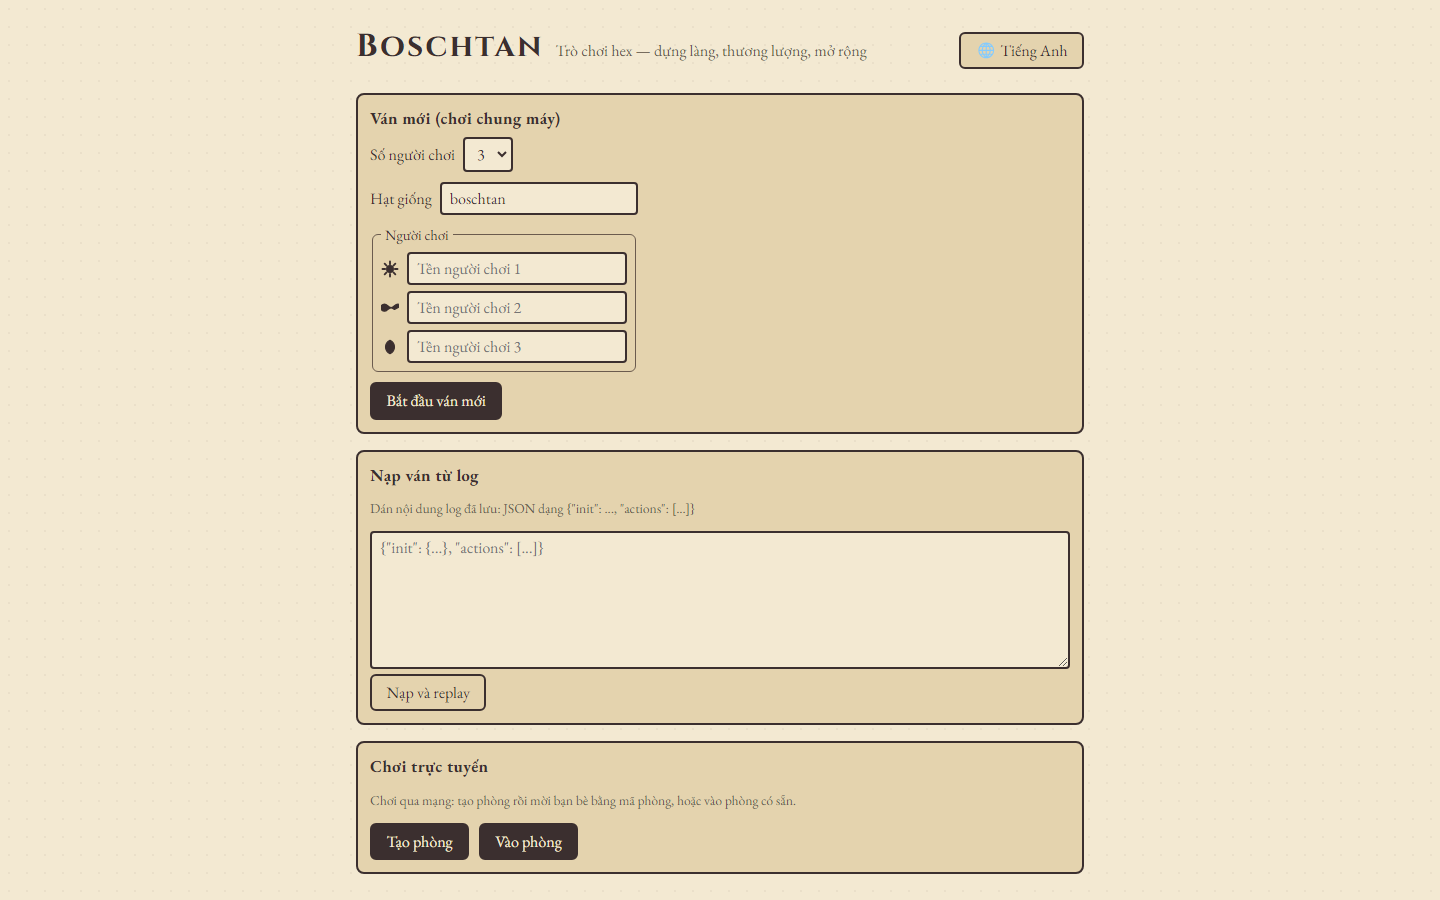 BOSCHTAN Trò chơi hex — dựng làng, thương lượng, mở rộng
🌐 Tiếng Anh
Ván mới (chơi chung máy)
Số người chơi 3
Hạt giống boschtan
Người chơi
Tên người chơi 1
Tên người chơi 2
Tên người chơi 3
Bắt đầu ván mới
Nạp ván từ log
Dán nội dung log đã lưu: JSON dạng {"init": ..., "actions": [...]}
{"init": {...}, "actions": [...]}
Nạp và replay
Chơi trực tuyến
Chơi qua mạng: tạo phòng rồi mời bạn bè bằng mã phòng, hoặc vào phòng có sẵn.
Tạo phòng Vào phòng